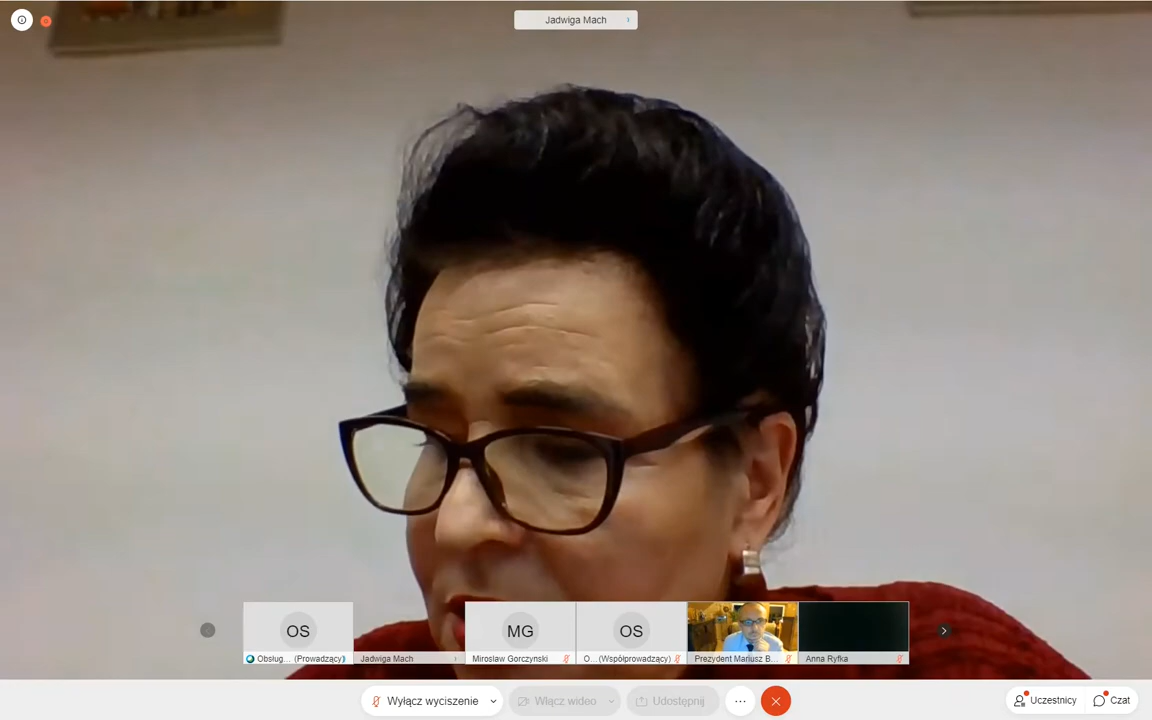 Jadwiga Mach
OS
MG
OS
Obsług... (Prowadzący)
Jadwiga Mach
Mirosław Gorczynski
O... (Współprowadzący)
Prezydent Mariusz B...
Anna Ryfka
Wyłącz wyciszenie
Włącz wideo
Udostępnij
Uczestnicy
Czat